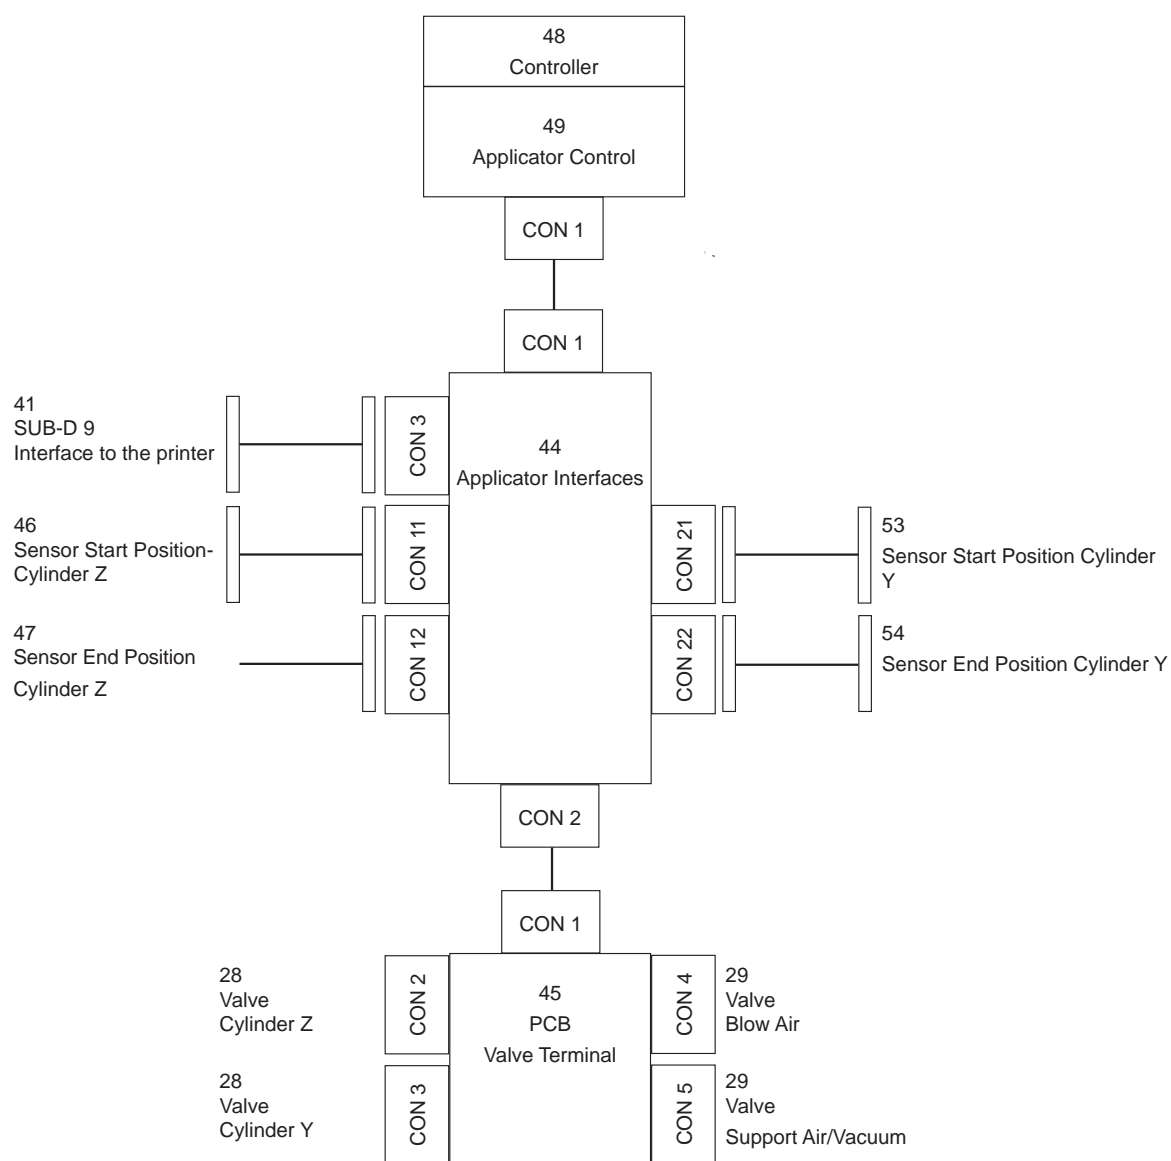 48
Controller
49
Applicator Control
CON 1
CON 1
41
SUB-D 9
Interface to the printer
CON 3
44
Applicator Interfaces
46
Sensor Start Position-
Cylinder Z
CON 11
CON 21
53
Sensor Start Position Cylinder
Y
47
Sensor End Position
Cylinder Z
CON 12
CON 22
54
Sensor End Position Cylinder Y
CON 2
CON 1
28
Valve
Cylinder Z
CON 2
45
PCB
Valve Terminal
CON 4
29
Valve
Blow Air
28
Valve
Cylinder Y
CON 3
CON 5
29
Valve
Support Air/Vacuum